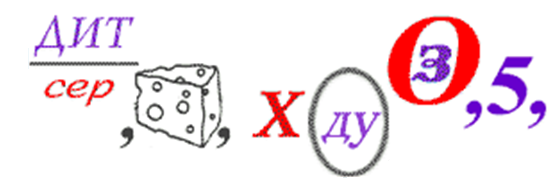 ДИТ
сер
, , Х ду О з ,5,